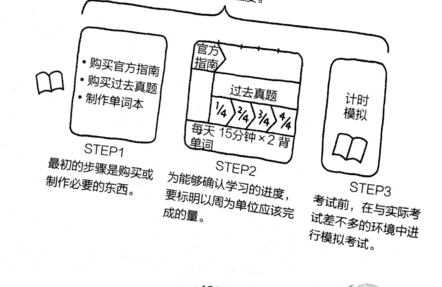 • 购买官方指南
• 购买过去真题
• 制作单词本
STEP1
最初的步骤是购买或
制作必要的东西。
官方
指南
过去真题
1/4 2/4 3/4 4/4
每天 15分钟×2 背
单词
STEP2
为能够确认学习的进度，
要标明以周为单位应该完
成的量。
计时
模拟
STEP3
考试前，在与实际考
试差不多的环境中进
行模拟考试。